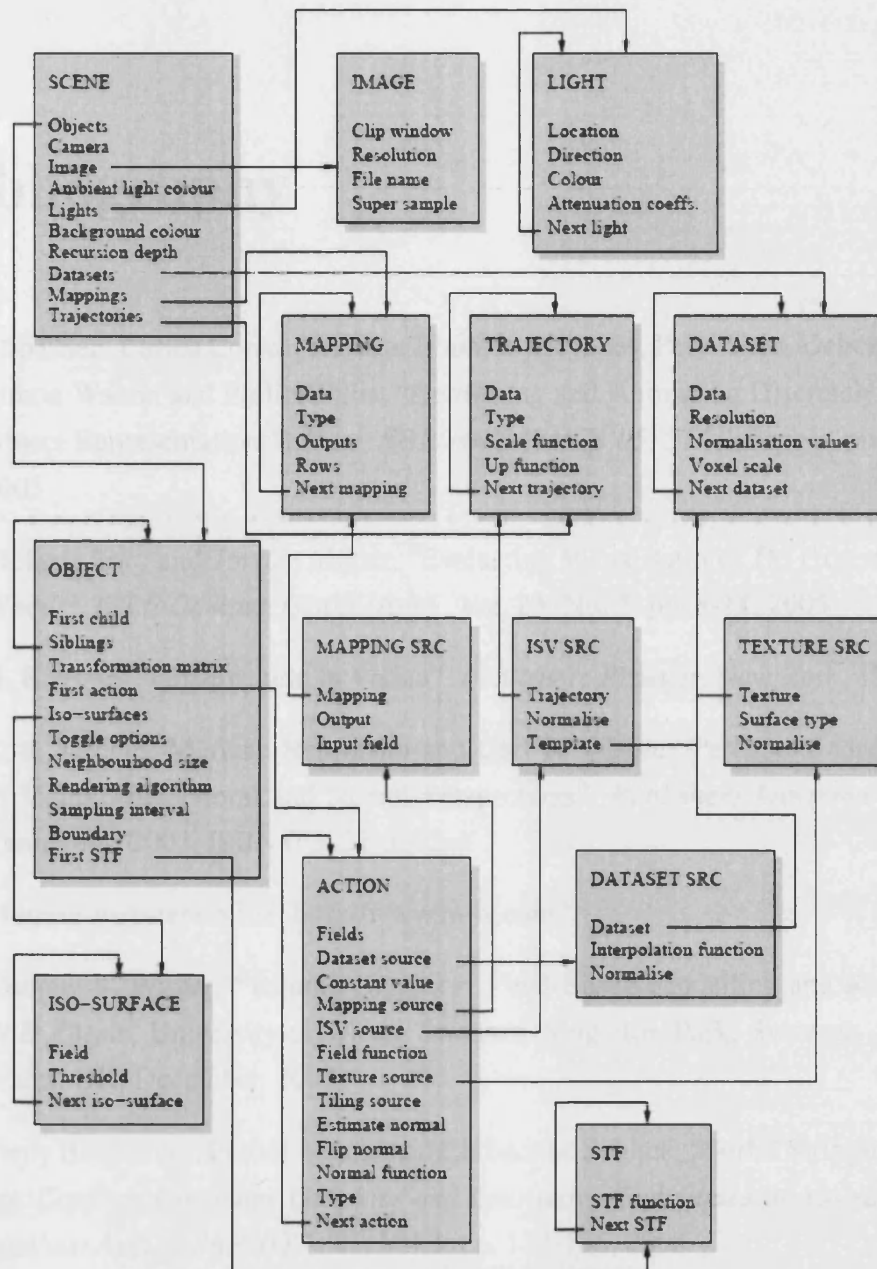 SCENE
Objects
Camera
Image
Ambient light colour
Lights
Background colour
Recursion depth
Datasets
Mappings
Trajectories
IMAGE
Clip window
Resolution
File name
Super sample
LIGHT
Location
Direction
Colour
Attenuation coeffs.
Next light
MAPPING
Data
Type
Outputs
Rows
Next mapping
TRAJECTORY
Data
Type
Scale function
Up function
Next trajectory
DATASET
Data
Resolution
Normalisation values
Voxel scale
Next dataset
OBJECT
First child
Siblings
Transformation matrix
First action
Iso-surfaces
Toggle options
Neighbourhood size
Rendering algorithm
Sampling interval
Boundary
First STF
MAPPING SRC
Mapping
Output
Input field
ISV SRC
Trajectory
Normalise
Template
TEXTURE SRC
Texture
Surface type
Normalise
ACTION
Fields
Dataset source
Constant value
Mapping source
ISV source
Field function
Texture source
Tiling source
Estimate normal
Flip normal
Normal function
Type
Next action
DATASET SRC
Dataset
Interpolation function
Normalise
ISO-SURFACE
Field
Threshold
Next iso-surface
STF
STF function
Next STF